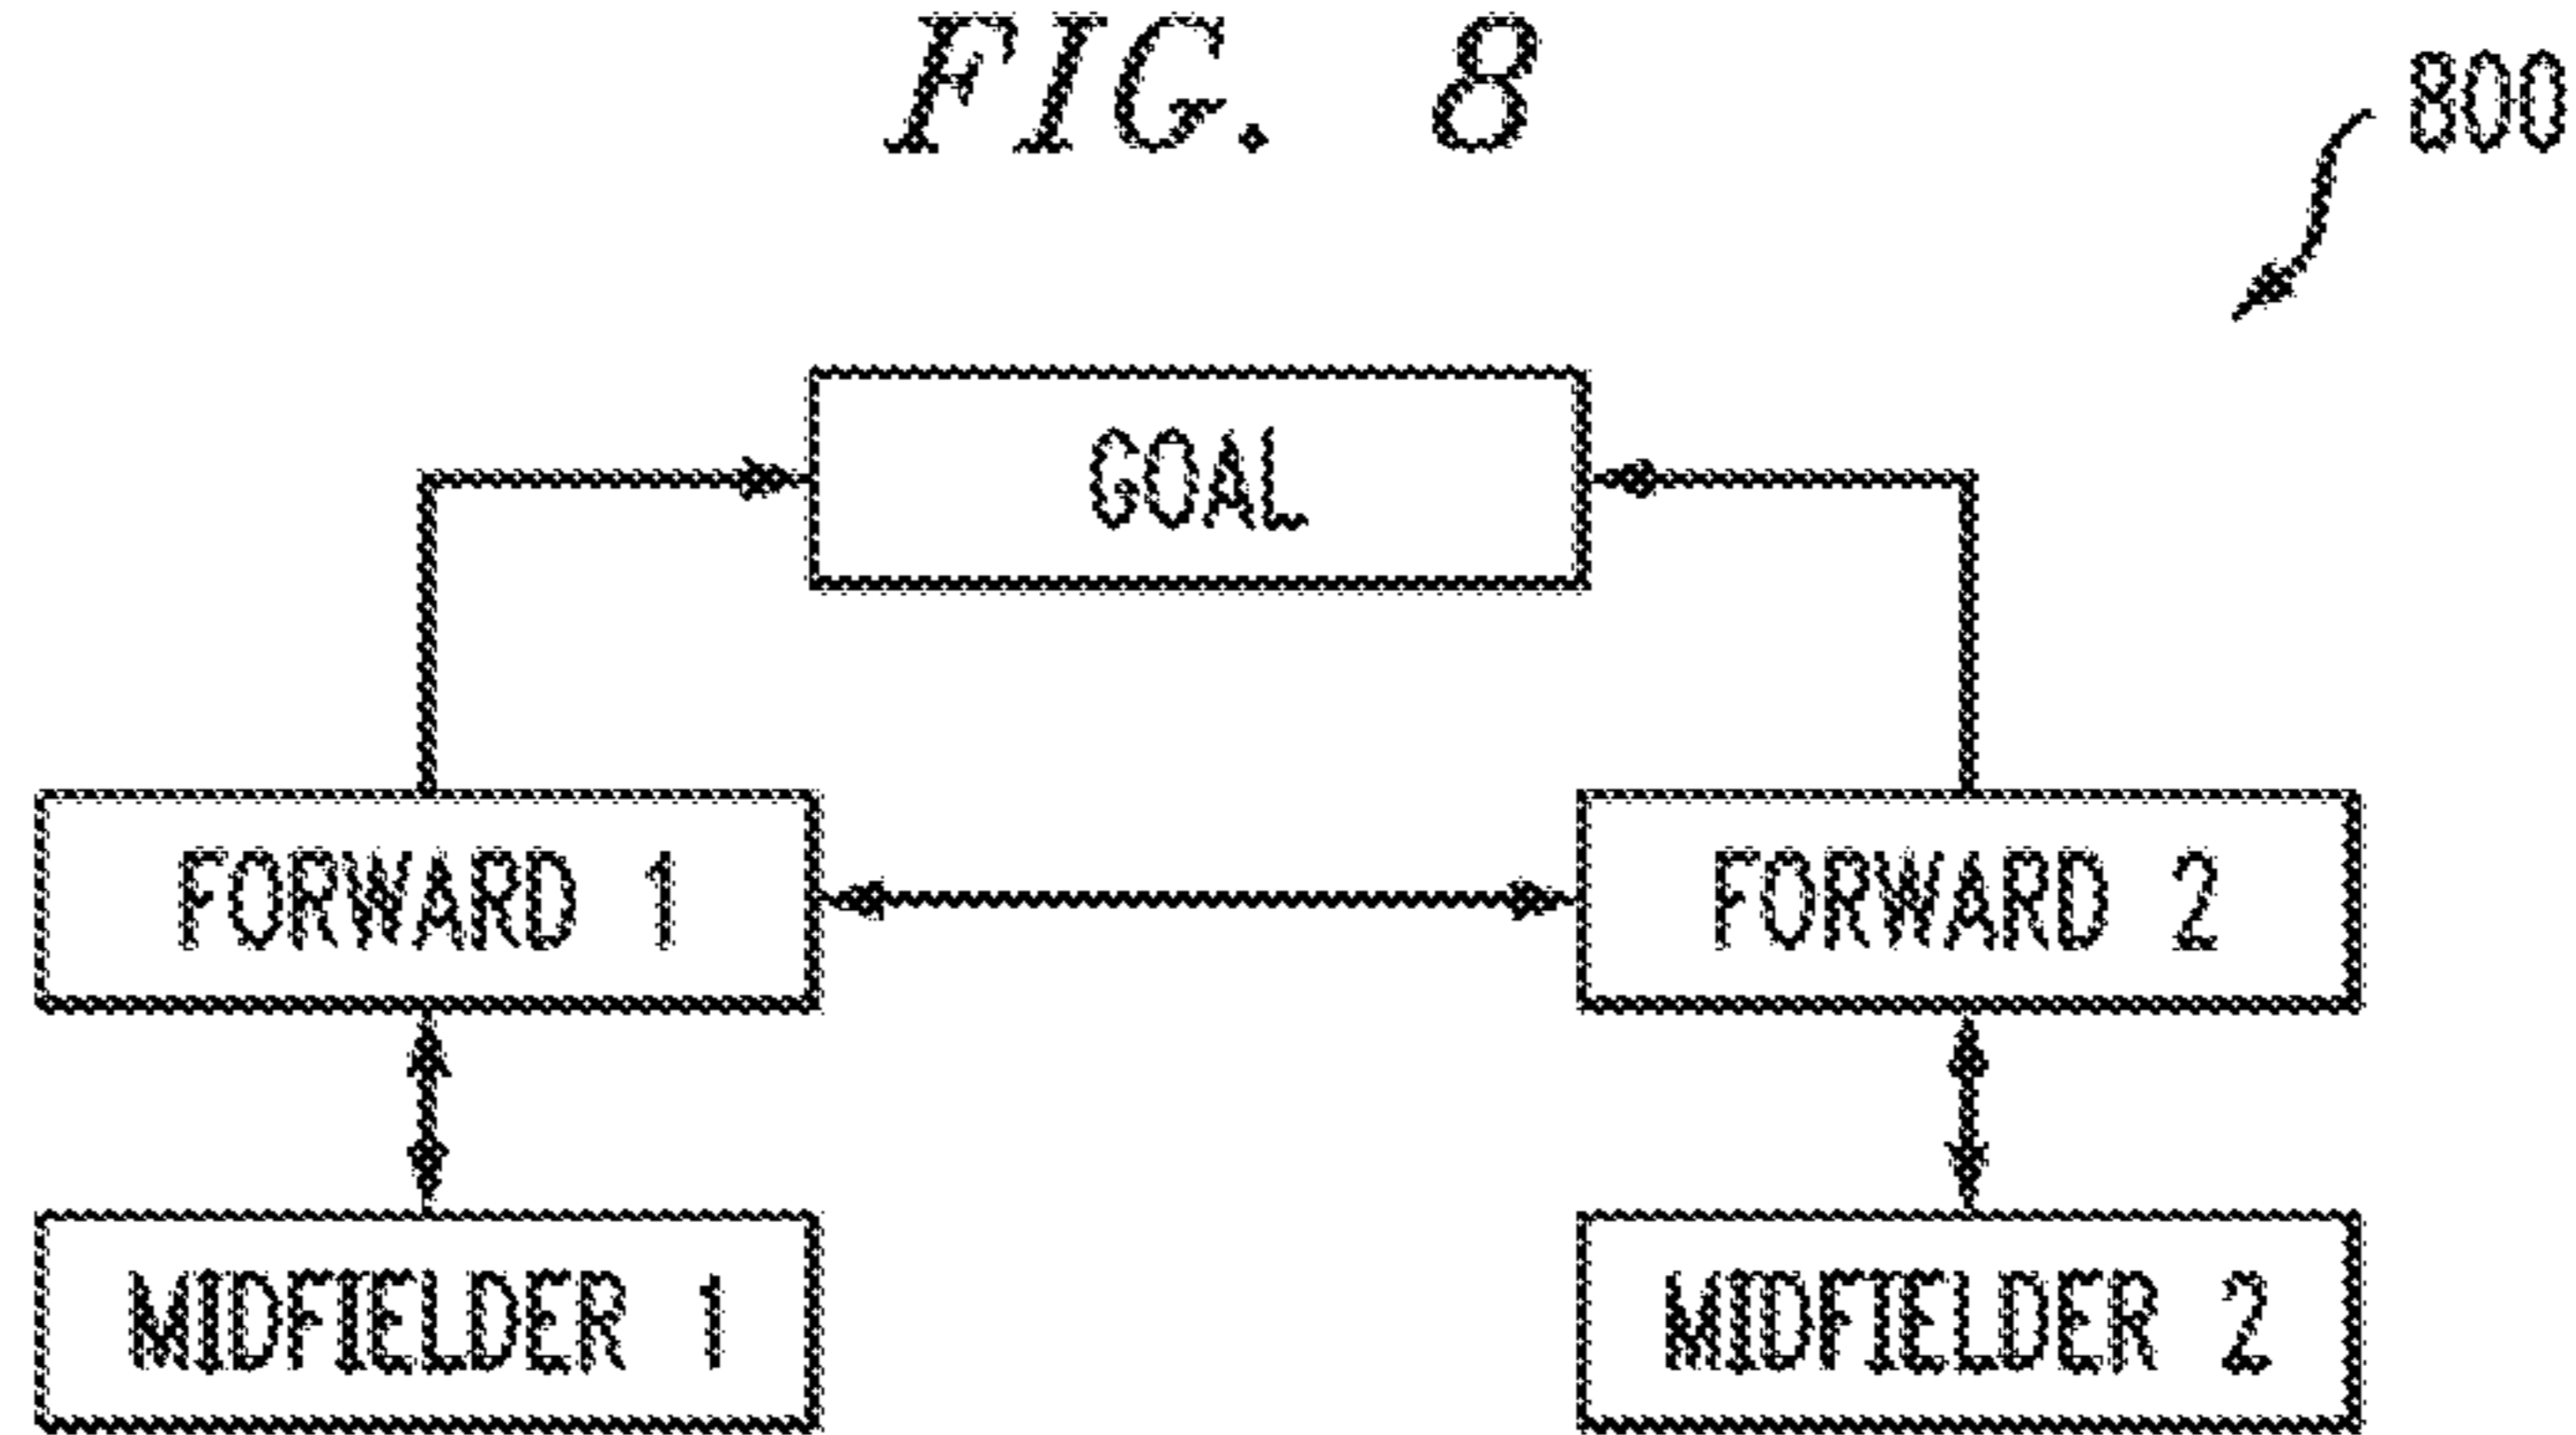 FIG. 8
800
GOAL
FORWARD 1
FORWARD 2
MIDFIELDER 1
MIDFIELDER 2